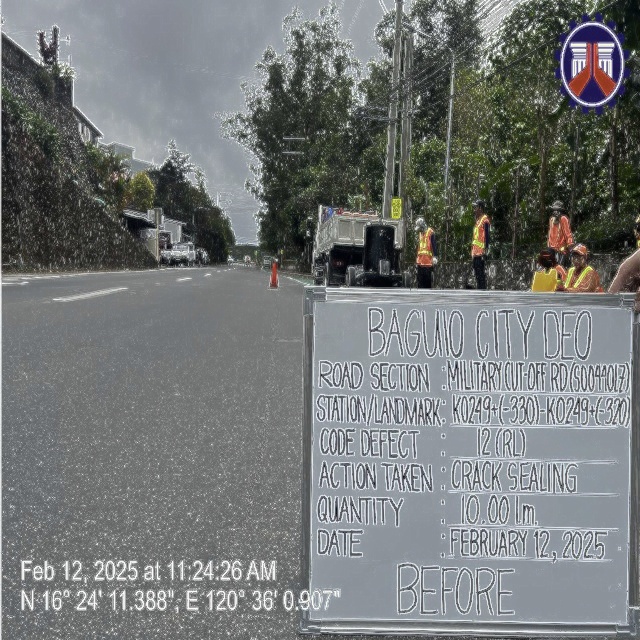 BAGUIO CITY DEO
ROAD SECTION : MILITARY CUT-OFF RD (S00440LZ)
STATION/LANDMARK : K0249+(-330)-K0249+(-320)
CODE DEFECT : 12 (RL)
ACTION TAKEN : CRACK SEALING
QUANTITY : 10.00 l.m.
DATE : FEBRUARY 12, 2025
BEFORE
Feb 12, 2025 at 11:24:26 AM
N 16° 24' 11.388", E 120° 36' 0.907"